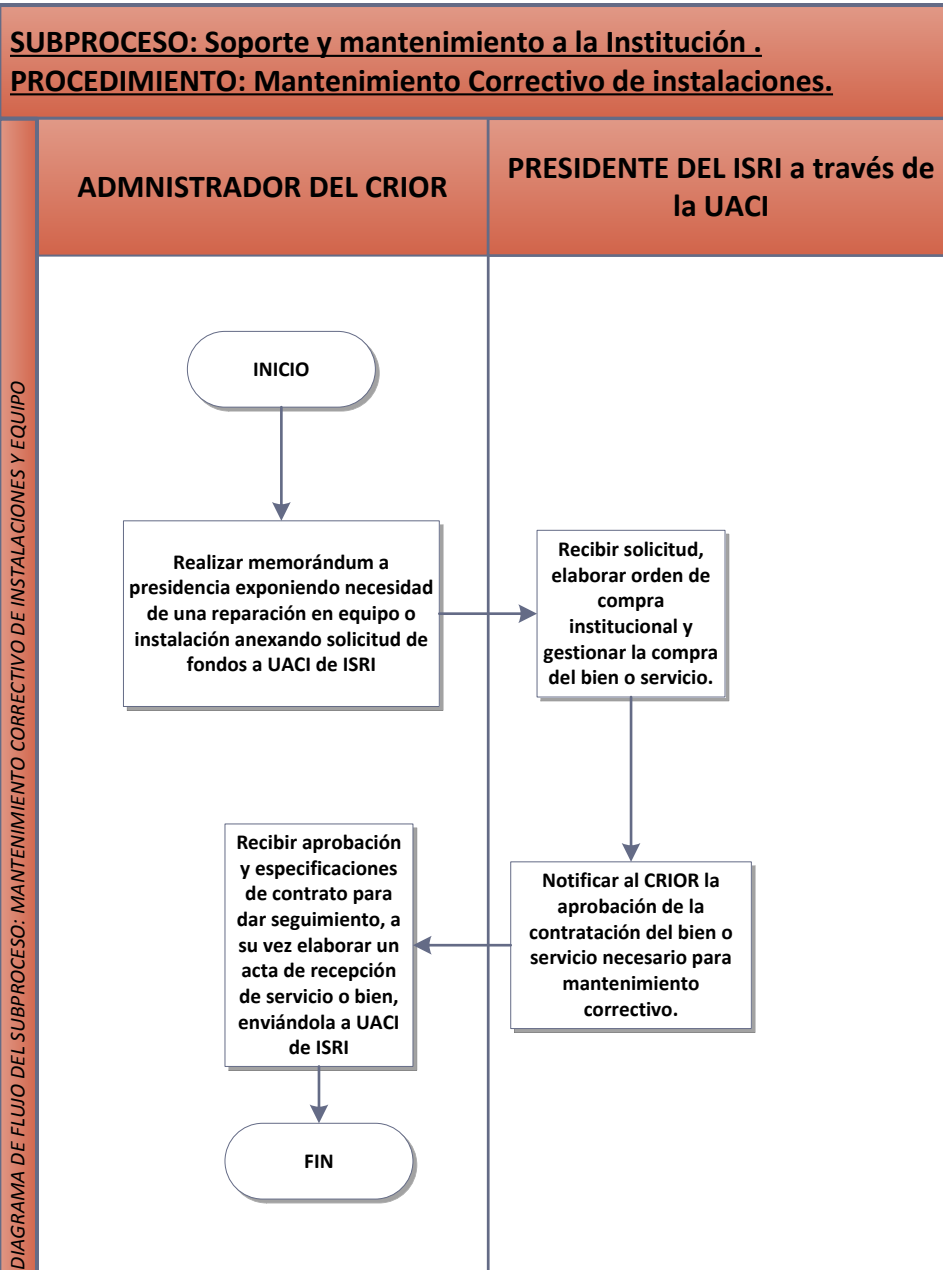 SUBPROCESO: Soporte y mantenimiento a la Institución .
PROCEDIMIENTO: Mantenimiento Correctivo de instalaciones.
DIAGRAMA DE FLUJO DEL SUBPROCESO: MANTENIMIENTO CORRECTIVO DE INSTALACIONES Y EQUIPO
ADMNISTRADOR DEL CRIOR
PRESIDENTE DEL ISRI a través de
la UACI
INICIO
Realizar memorándum a
presidencia exponiendo necesidad
de una reparación en equipo o
instalación anexando solicitud de
fondos a UACI de ISRI
Recibir solicitud,
elaborar orden de
compra
institucional y
gestionar la compra
del bien o servicio.
Notificar al CRIOR la
aprobación de la
contratación del bien o
servicio necesario para
mantenimiento
correctivo.
Recibir aprobación
y especificaciones
de contrato para
dar seguimiento, a
su vez elaborar un
acta de recepción
de servicio o bien,
enviándola a UACI
de ISRI
FIN